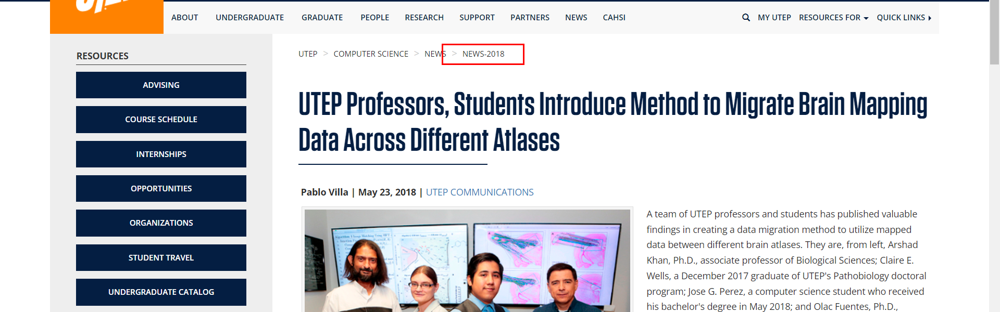 ABOUT UNDERGRADUATE GRADUATE PEOPLE RESEARCH SUPPORT PARTNERS NEWS CAHSI MY UTEP RESOURCES FOR QUICK LINKS
RESOURCES
ADVISING
COURSE SCHEDULE
INTERNSHIPS
OPPORTUNITIES
ORGANIZATIONS
STUDENT TRAVEL
UNDERGRADUATE CATALOG
UTEP > COMPUTER SCIENCE > NEWS > NEWS-2018
UTEP Professors, Students Introduce Method to Migrate Brain Mapping
Data Across Different Atlases
Pablo Villa | May 23, 2018 | UTEP COMMUNICATIONS
A team of UTEP professors and students has published valuable
findings in creating a data migration method to utilize mapped
data between different brain atlases. They are, from left, Arshad
Khan, Ph.D., associate professor of Biological Sciences; Claire E.
Wells, a December 2017 graduate of UTEP's Pathobiology doctoral
program; Jose G. Perez, a computer science student who received
his bachelor's degree in May 2018; and Olac Fuentes, Ph.D.,